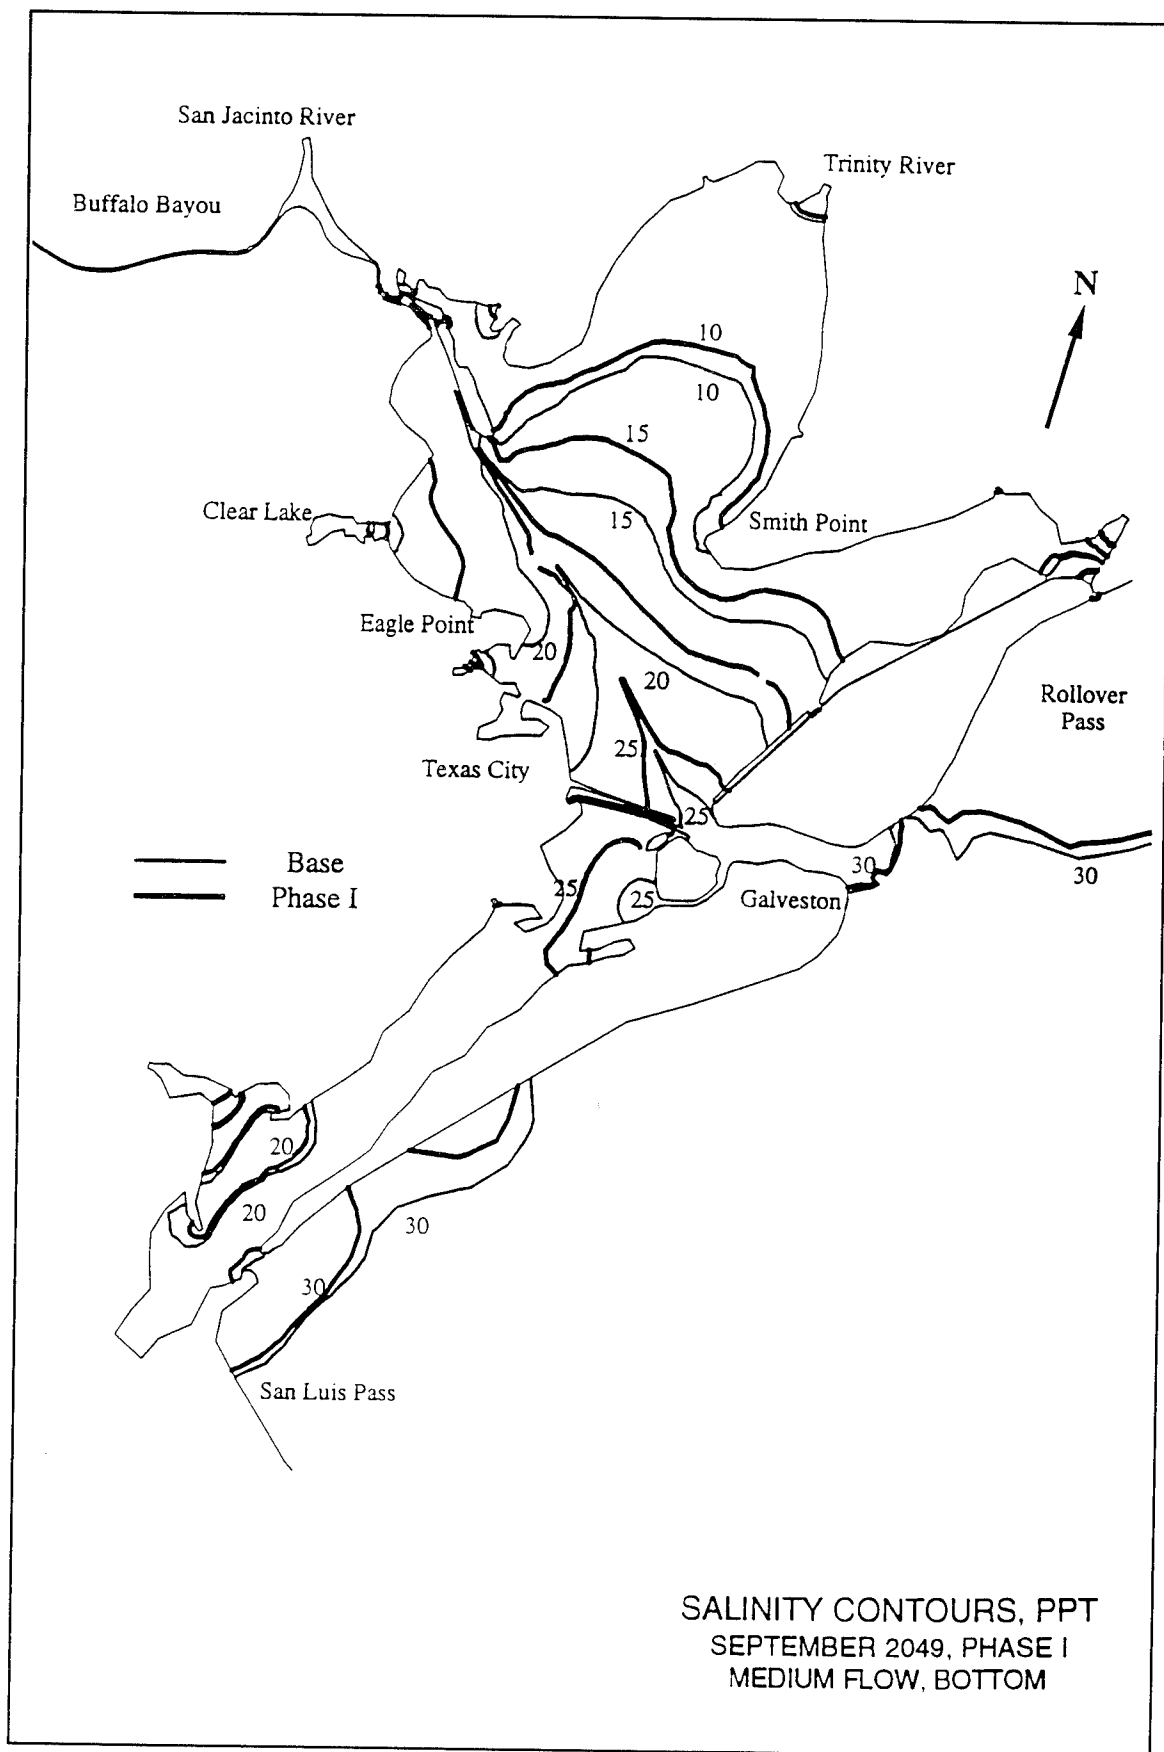 San Jacinto River
Trinity River
Buffalo Bayou
N
10
10
15
Clear Lake
15
Smith Point
Eagle Point
20
20
Rollover
Pass
25
Texas City
25
Base
30
30
Phase I
25
25
Galveston
20
20
30
30
San Luis Pass
SALINITY CONTOURS, PPT
SEPTEMBER 2049, PHASE I
MEDIUM FLOW, BOTTOM